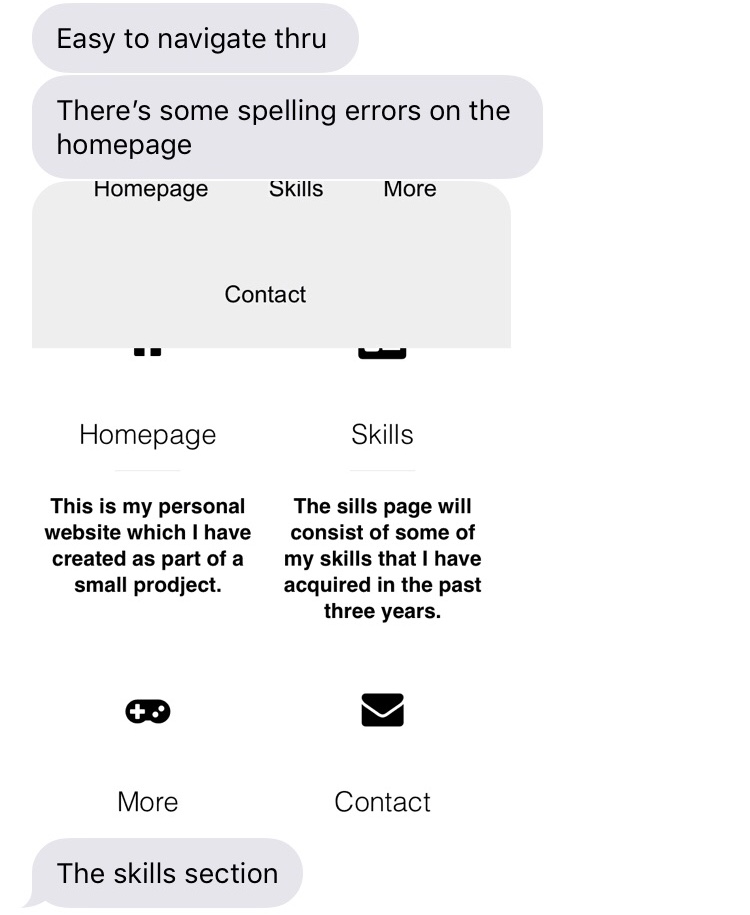 Easy to navigate thru
There's some spelling errors on the
homepage
Homepage Skills More
Contact
Homepage Skills
This is my personal
website which I have
created as part of a
small prodject.
The sills page will
consist of some of
my skills that I have
acquired in the past
three years.
More Contact
The skills section